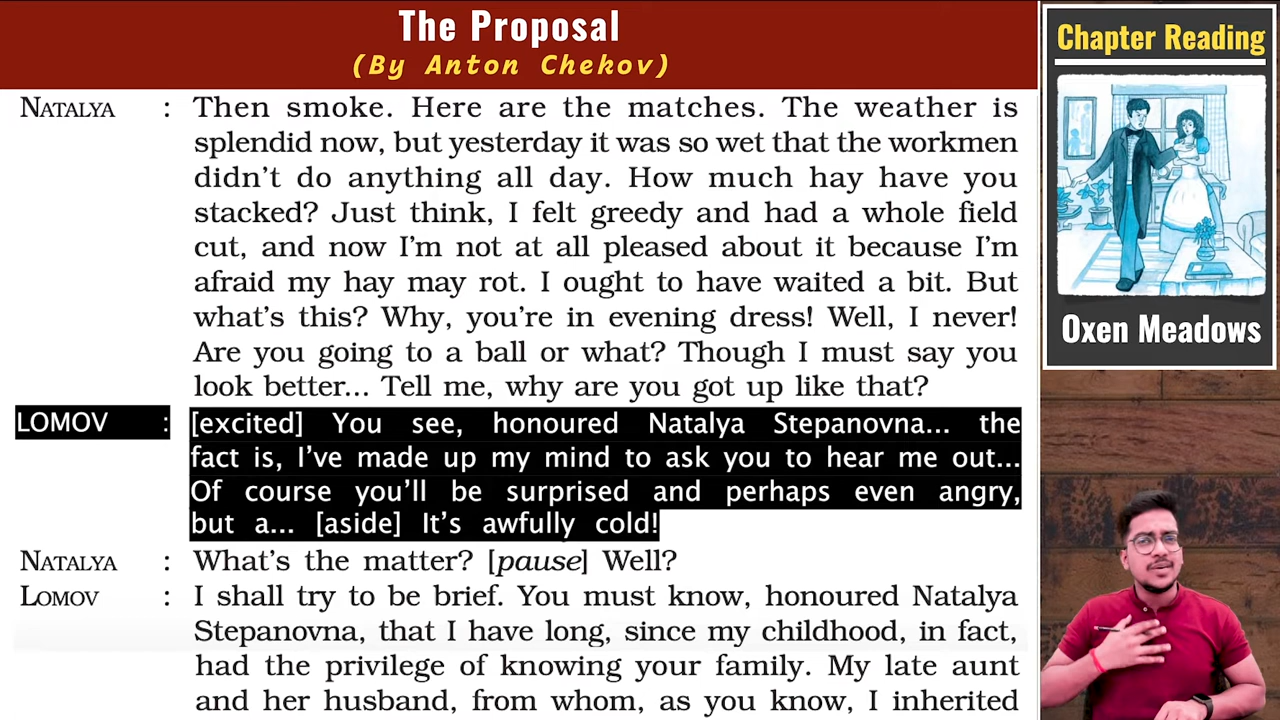 The Proposal
(By Anton Chekov)
Chapter Reading
Oxen Meadows
NATALYA : Then smoke. Here are the matches. The weather is
splendid now, but yesterday it was so wet that the workmen
didn't do anything all day. How much hay have you
stacked? Just think, I felt greedy and had a whole field
cut, and now I'm not at all pleased about it because I'm
afraid my hay may rot. I ought to have waited a bit. But
what's this? Why, you're in evening dress! Well, I never!
Are you going to a ball or what? Though I must say you
look better... Tell me, why are you got up like that?
LOMOV : [excited] You see, honoured Natalya Stepanovna... the
fact is, I've made up my mind to ask you to hear me out...
Of course you'll be surprised and perhaps even angry,
but a... [aside] It's awfully cold!
NATALYA : What's the matter? [pause] Well?
LOMOV : I shall try to be brief. You must know, honoured Natalya
Stepanovna, that I have long, since my childhood, in fact,
had the privilege of knowing your family. My late aunt
and her husband, from whom, as you know, I inherited